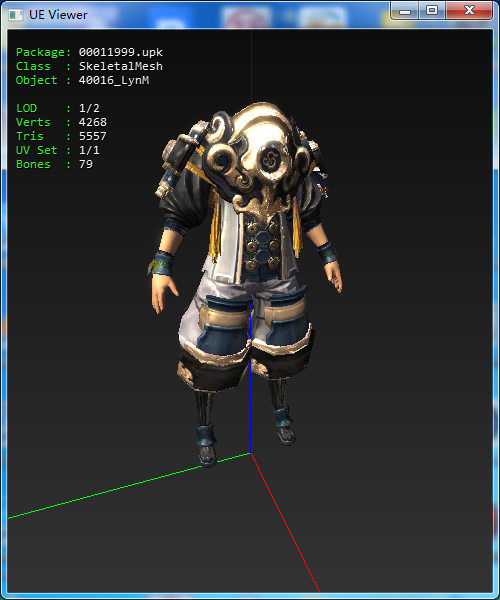 UE Viewer
Package: 00011999.upk
Class : SkeletalMesh
Object : 40016_LynM
LOD : 1/2
Verts : 4268
Tris : 5557
UV Set : 1/1
Bones : 79